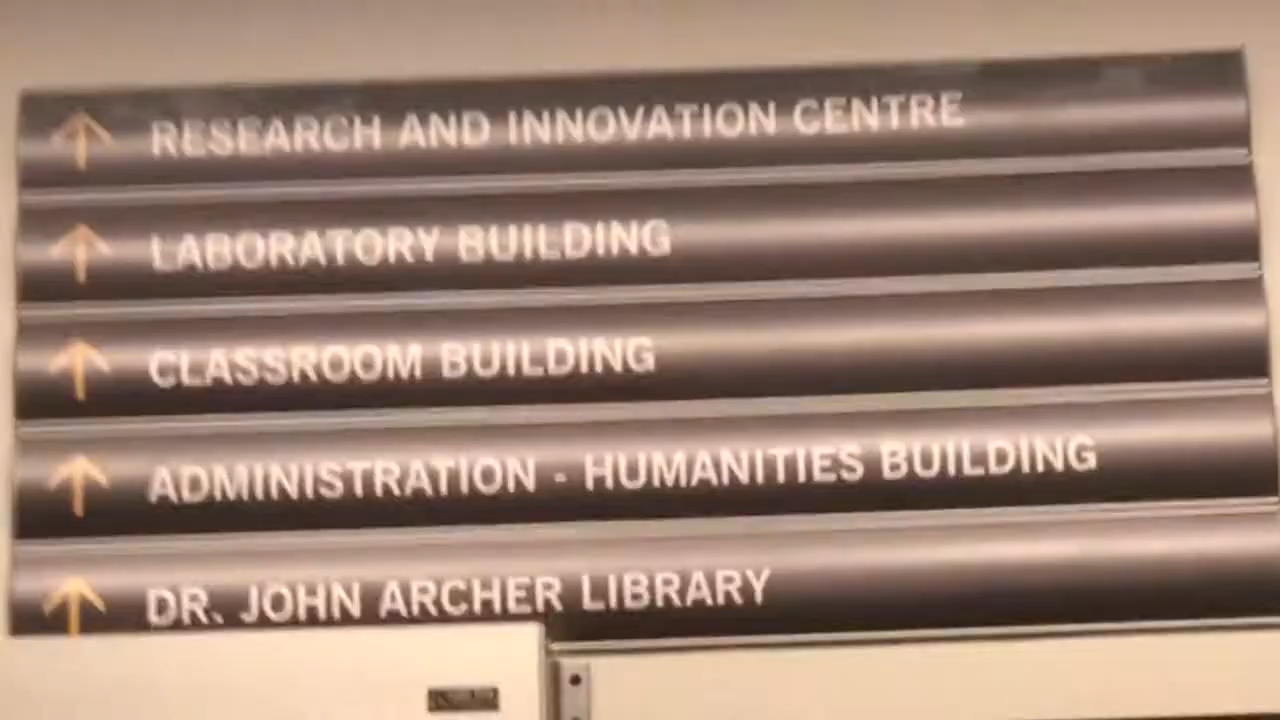 RESEARCH AND INNOVATION CENTRE
LABORATORY BUILDING
CLASSROOM BUILDING
ADMINISTRATION - HUMANITIES BUILDING
DR. JOHN ARCHER LIBRARY